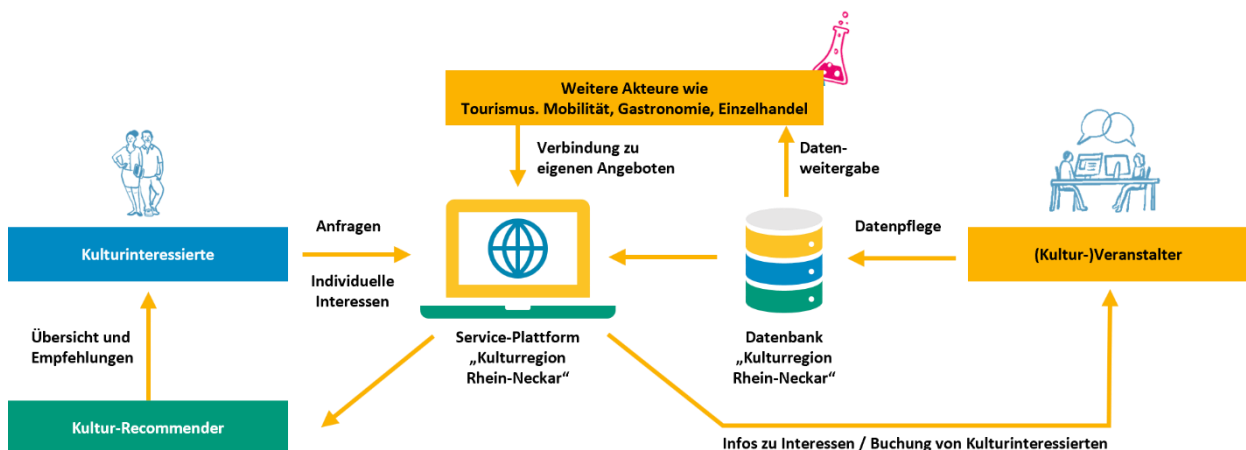 Weitere Akteure wie
Tourismus. Mobilität, Gastronomie, Einzelhandel
Verbindung zu
eigenen Angeboten
Daten-
weitergabe
Kulturinteressierte
Anfragen
Individuelle
Interessen
Datenpflege
(Kultur-)Veranstalter
Übersicht und
Empfehlungen
Service-Plattform
„Kulturregion
Rhein-Neckar“
Datenbank
„Kulturregion
Rhein-Neckar“
Kultur-Recommender
Infos zu Interessen / Buchung von Kulturinteressierten